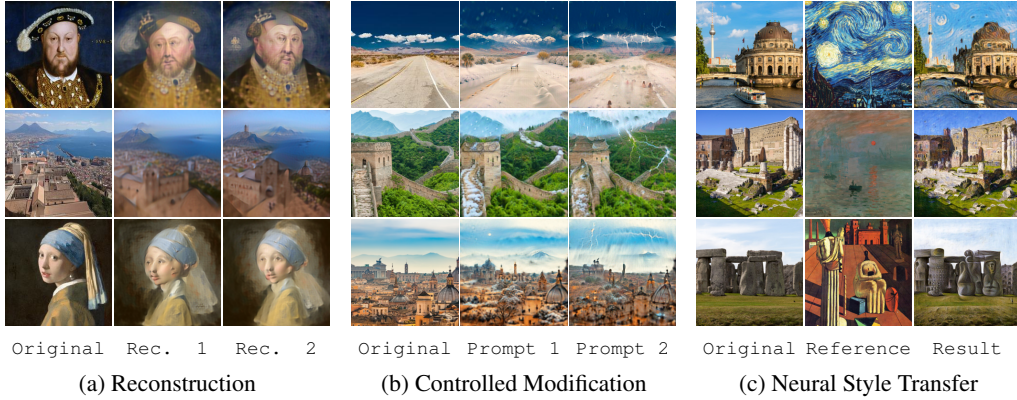 Original Rec. 1 Rec. 2
(a) Reconstruction
Original Prompt 1 Prompt 2
(b) Controlled Modification
Original Reference Result
(c) Neural Style Transfer